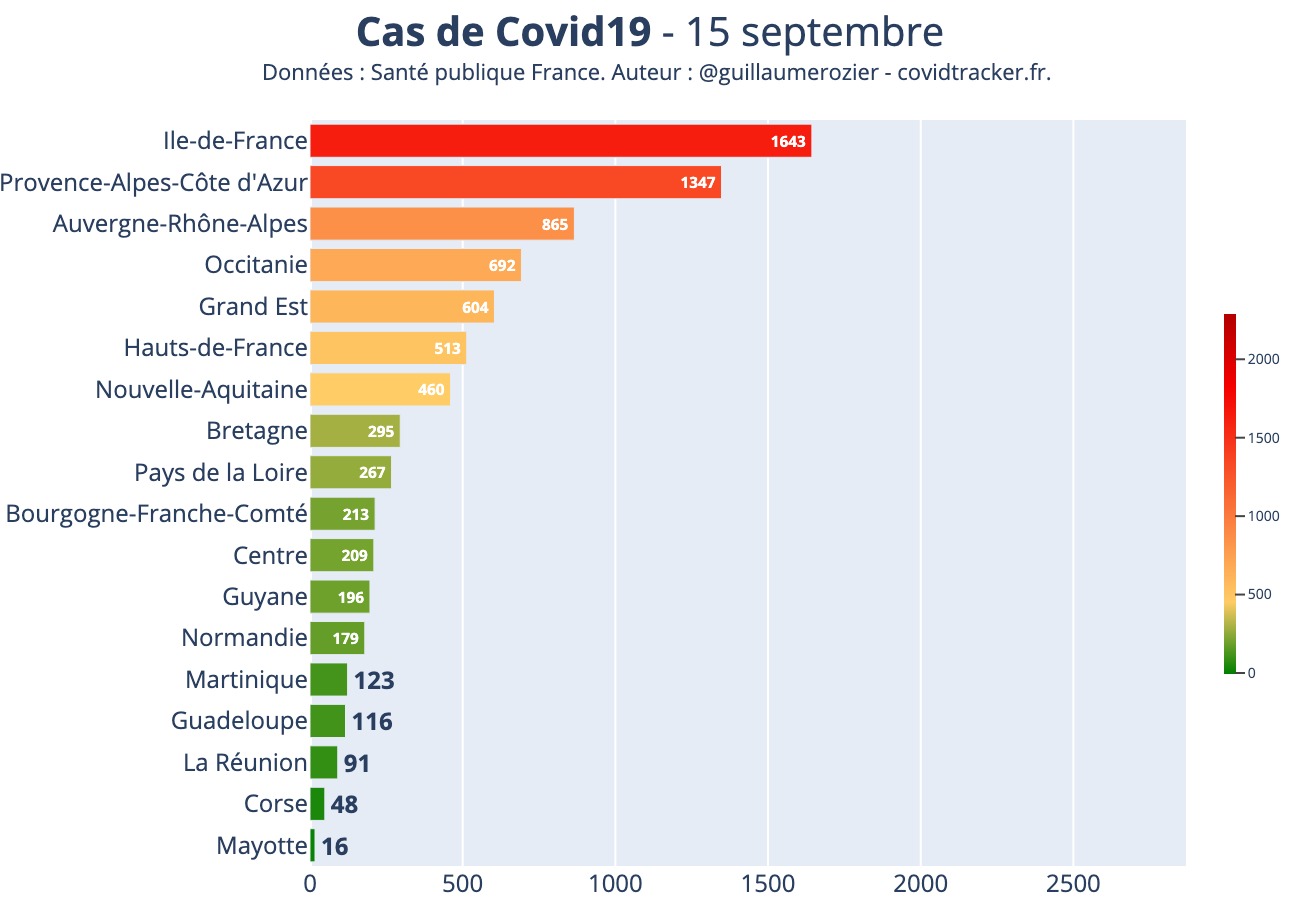 Cas de Covid19 - 15 septembre
Données : Santé publique France. Auteur : @guillaumerozier - covidtracker.fr.
Ile-de-France 1643
Provence-Alpes-Côte d'Azur 1347
Auvergne-Rhône-Alpes 865
Occitanie 692
Grand Est 604
Hauts-de-France 513
Nouvelle-Aquitaine 460
Bretagne 295
Pays de la Loire 267
Bourgogne-Franche-Comté 213
Centre 209
Guyane 196
Normandie 179
Martinique 123
Guadeloupe 116
La Réunion 91
Corse 48
Mayotte 16
0 500 1000 1500 2000 2500
2000
1500
1000
500
0